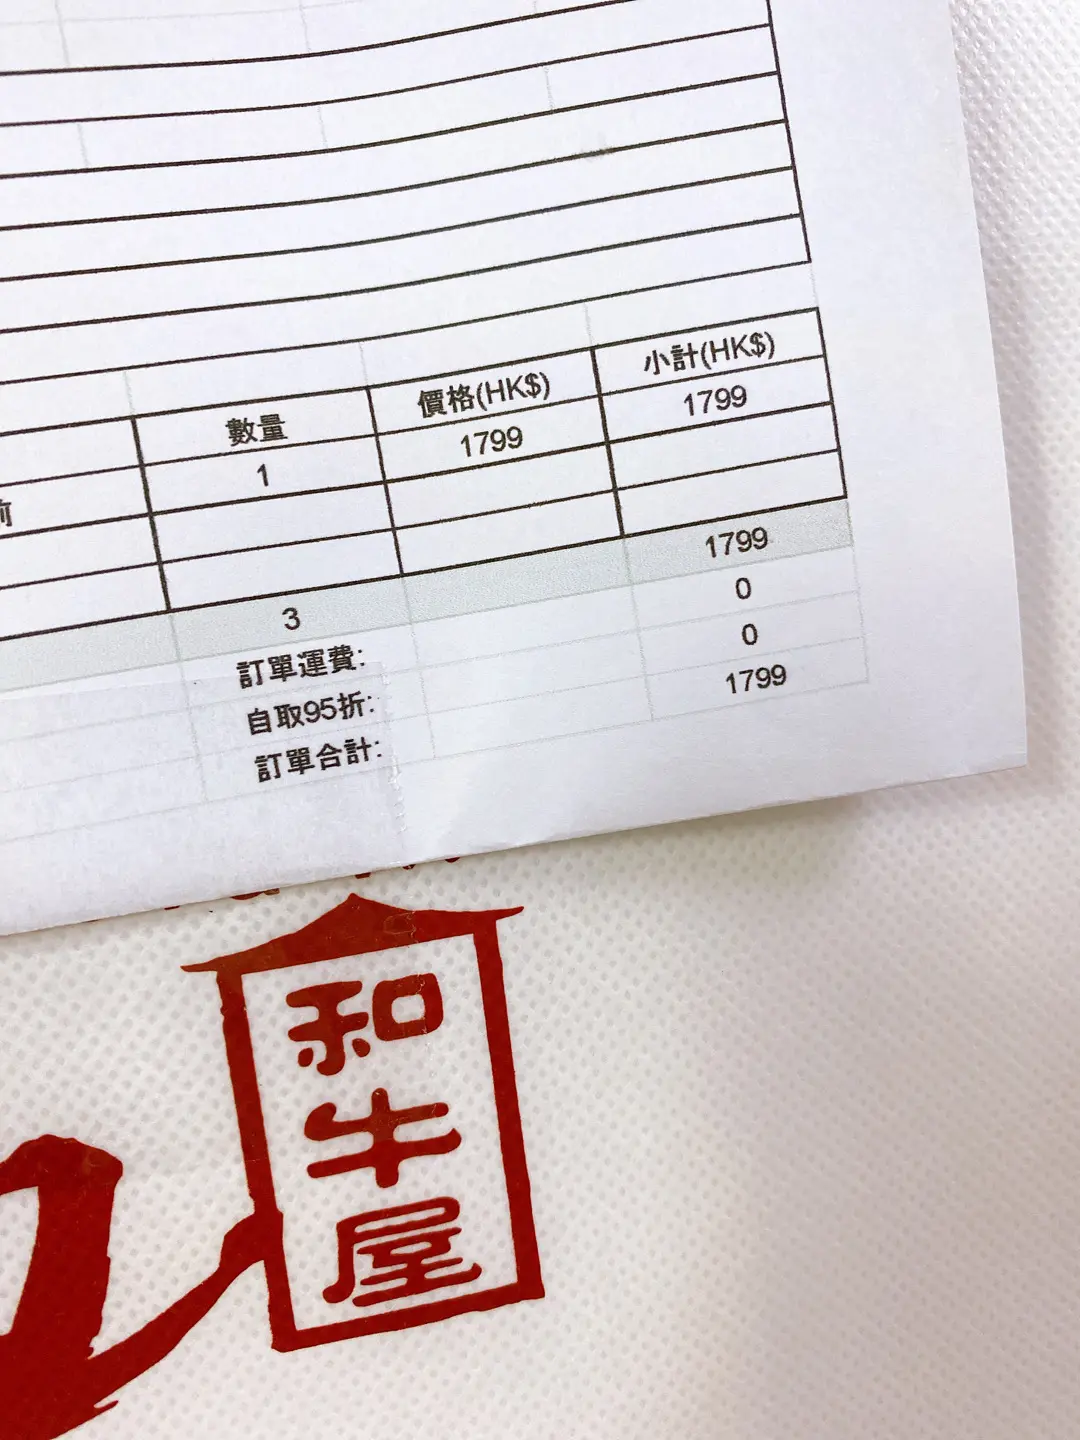 數量 價格(HK$) 小計(HK$)
1 1799 1799
前
3 1799
訂單運費: 0
自取95折: 0
訂單合計: 1799
和
牛
屋